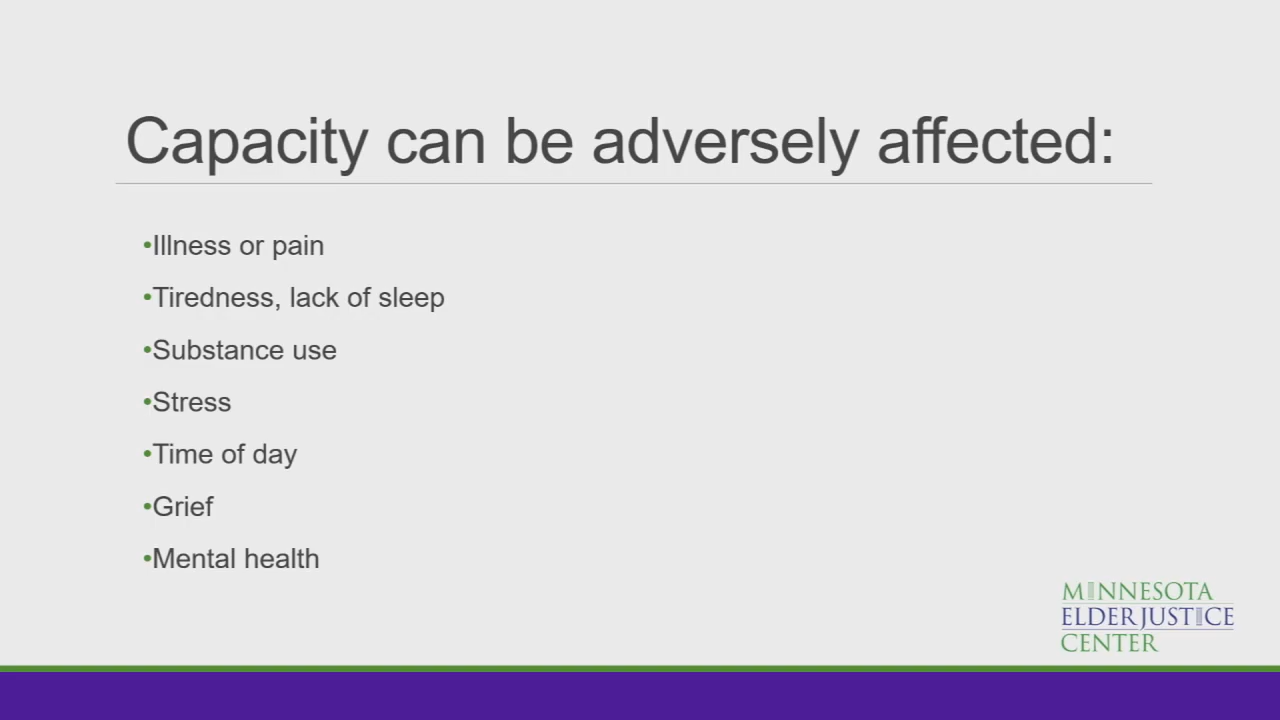 Capacity can be adversely affected:
•Illness or pain
•Tiredness, lack of sleep
•Substance use
•Stress
•Time of day
•Grief
•Mental health
MINNESOTA
ELDER JUSTICE
CENTER